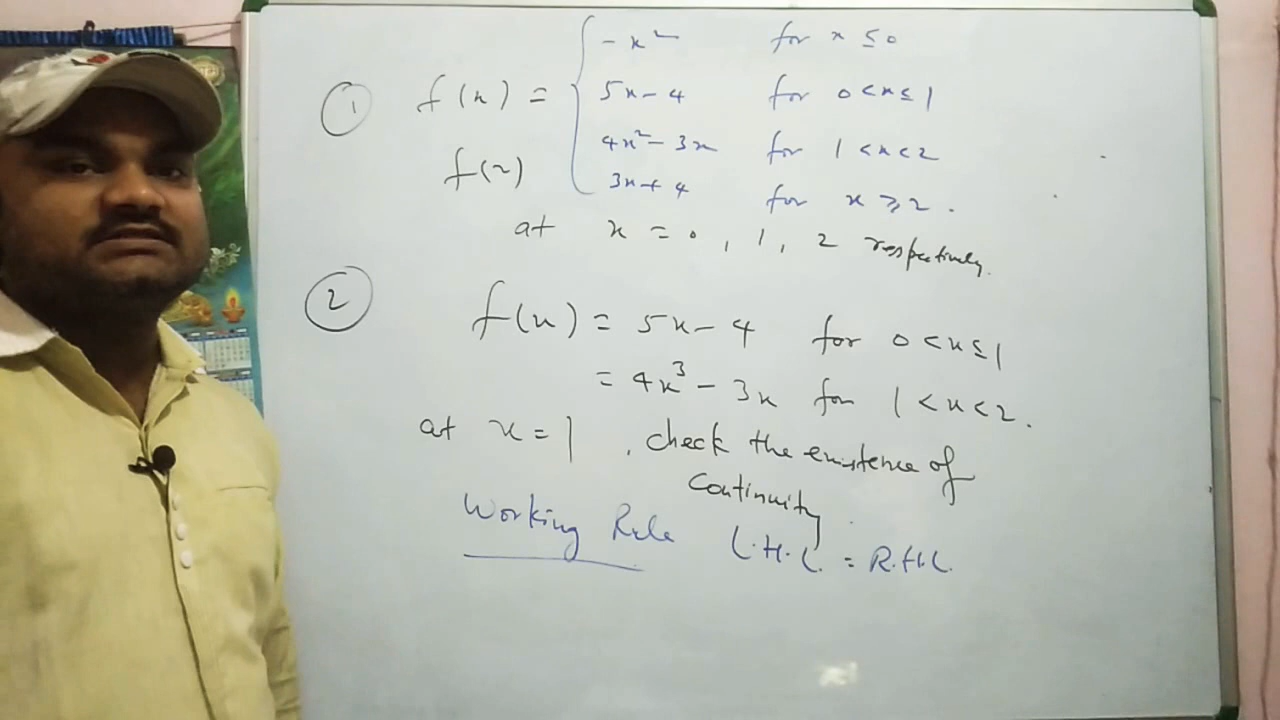 ① f(x) = { -x² for x ≤ 0
5x - 4 for 0 < x ≤ 1
4x² - 3x for 1 < x < 2
f(2) 3x + 4 for x ≥ 2.
at x = 0, 1, 2 respectively.
② f(x) = 5x - 4 for 0 < x ≤ 1
= 4x³ - 3x for 1 < x < 2.
at x = 1, check the existence of
continuity.
Working Rule L.H.L. = R.H.L.